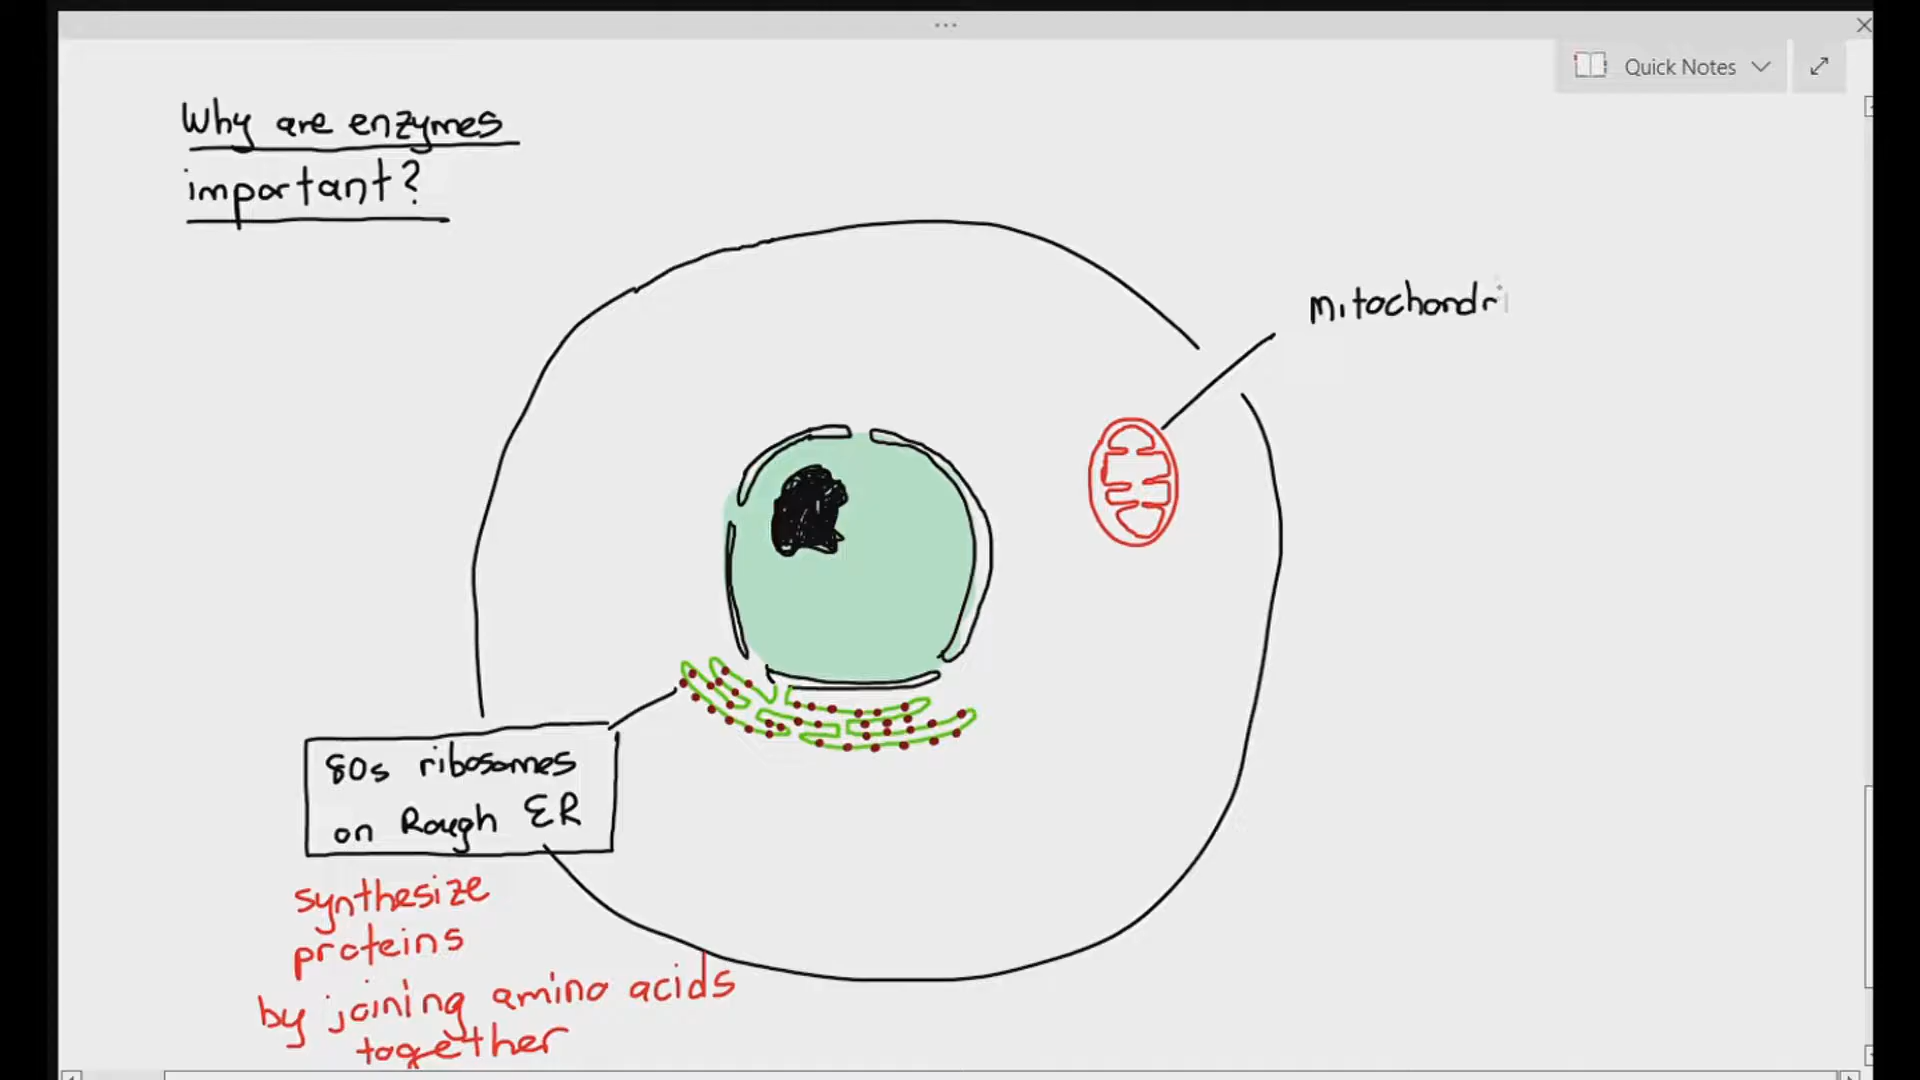 Quick Notes
Why are enzymes
important?
mitochondri
80s ribosomes
on Rough ER
synthesize
proteins
by joining amino acids
together